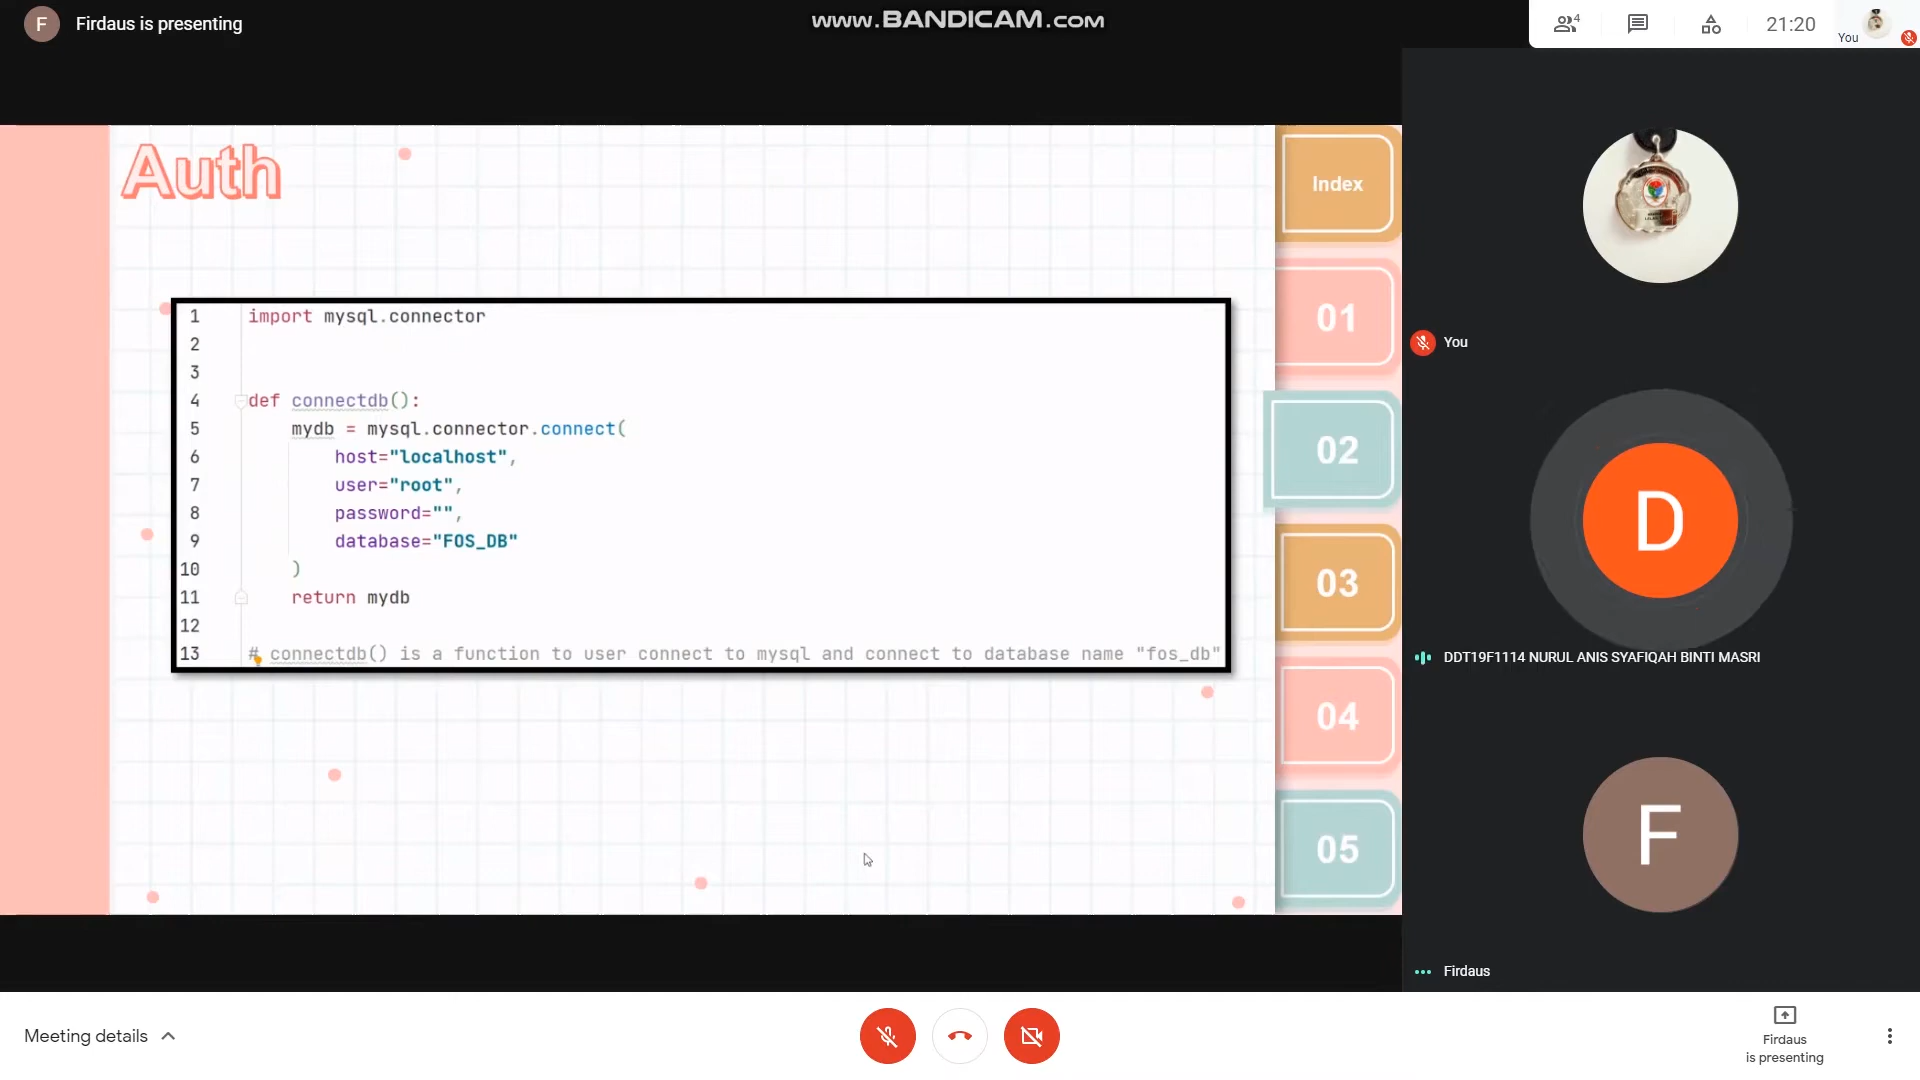 F Firdaus is presenting
WWW.BANDICAM.COM
4
21:20
You
Auth
Index
01
02
03
04
05
1 import mysql.connector
2
3
4 def connectdb():
5 mydb = mysql.connector.connect(
6 host="localhost",
7 user="root",
8 password="",
9 database="FOS_DB"
10 )
11 return mydb
12
13 # connectdb() is a function to user connect to mysql and connect to database name "fos_db"
You
D
DDT19F1114 NURUL ANIS SYAFIQAH BINTI MASRI
F
Firdaus
Meeting details
Firdaus
is presenting